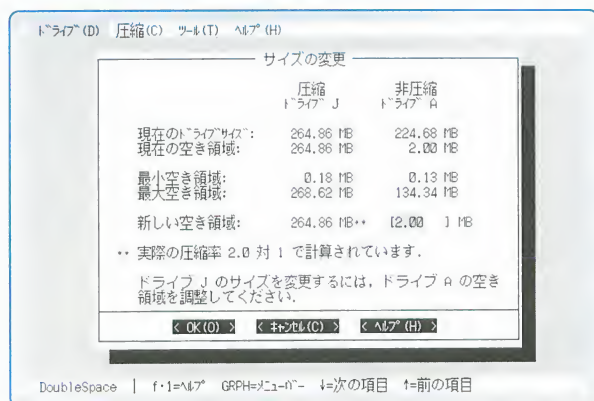 ﾄﾞﾗｲﾌﾞ(D) 圧縮(C) ﾂｰﾙ(T) ﾍﾙﾌﾟ(H)
サイズの変更
圧縮 非圧縮
ﾄﾞﾗｲﾌﾞ J ﾄﾞﾗｲﾌﾞ A
現在のﾄﾞﾗｲﾌﾞｻｲｽﾞ: 264.86 MB 224.68 MB
現在の空き領域: 264.86 MB 2.00 MB
最小空き領域: 0.18 MB 0.13 MB
最大空き領域: 268.62 MB 134.34 MB
新しい空き領域: 264.86 MB** [2.00 ] MB
** 実際の圧縮率 2.0 対 1 で計算されています.
ドライブ J のサイズを変更するには, ドライブ A の空き
領域を調整してください.
< OK(O) > < ｷｬﾝｾﾙ(C) > < ﾍﾙﾌﾟ(H) >
DoubleSpace | f・1=ﾍﾙﾌﾟ GRPH=ﾒﾆｭｰﾊﾞｰ ↓=次の項目 ↑=前の項目